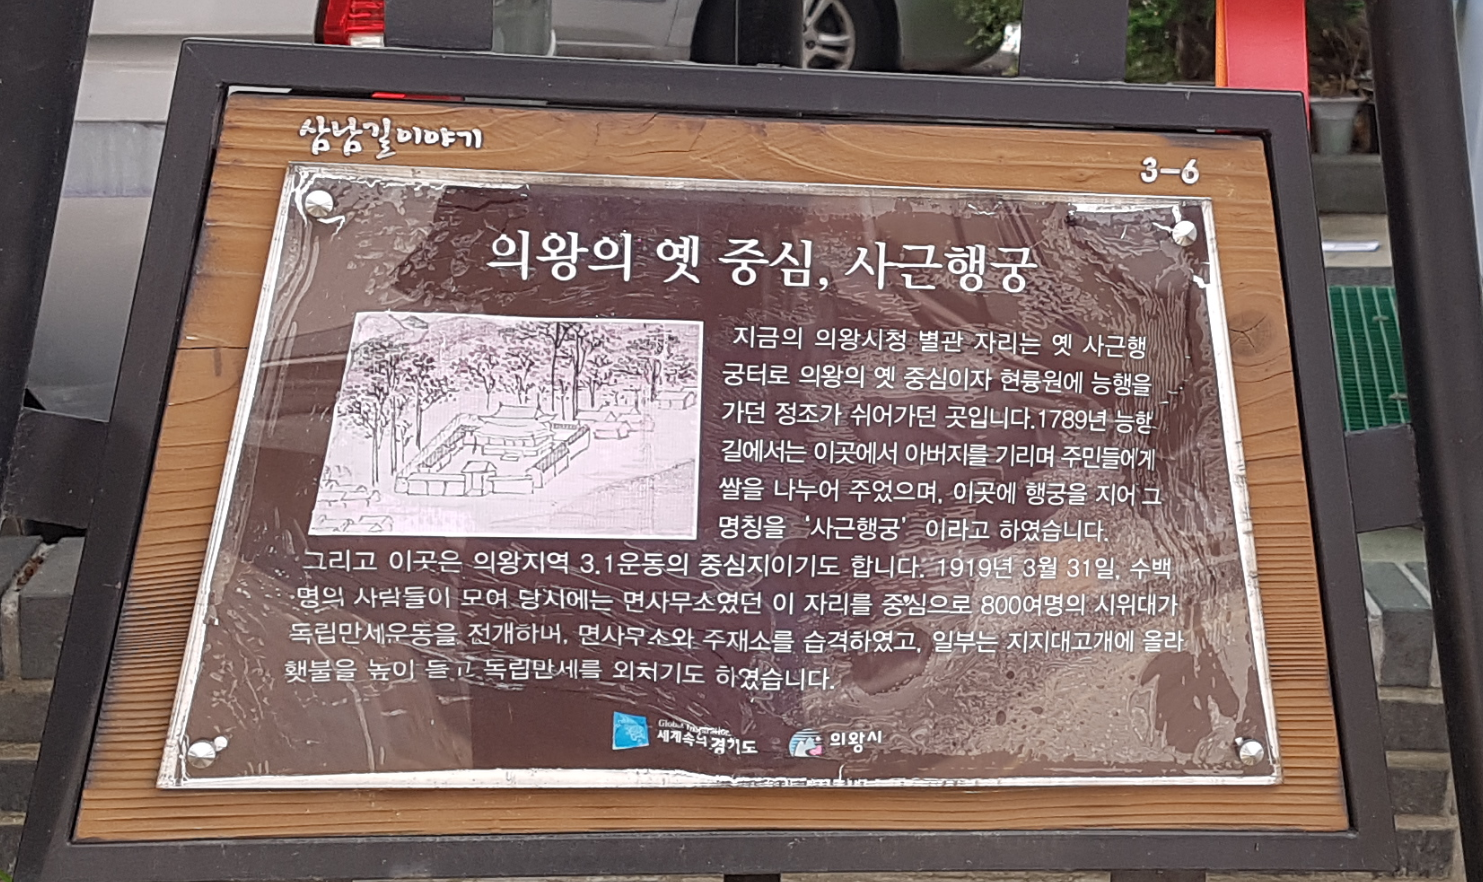 삼남길이야기
3-6
의왕의 옛 중심, 사근행궁
지금의 의왕시청 별관 자리는 옛 사근행
궁터로 의왕의 옛 중심이자 현륭원에 능행을
가던 정조가 쉬어가던 곳입니다.1789년 능행
길에서는 이곳에서 아버지를 기리며 주민들에게
쌀을 나누어 주었으며, 이곳에 행궁을 지어 그
명칭을 ‘사근행궁’ 이라고 하였습니다.
그리고 이곳은 의왕지역 3.1운동의 중심지이기도 합니다. 1919년 3월 31일, 수백
명의 사람들이 모여 당시에는 면사무소였던 이 자리를 중심으로 800여명의 시위대가
독립만세운동을 전개하며, 면사무소와 주재소를 습격하였고, 일부는 지지대고개에 올라
횃불을 높이 들고 독립만세를 외치기도 하였습니다.
Global Inspiration
세계속의 경기도
의왕시